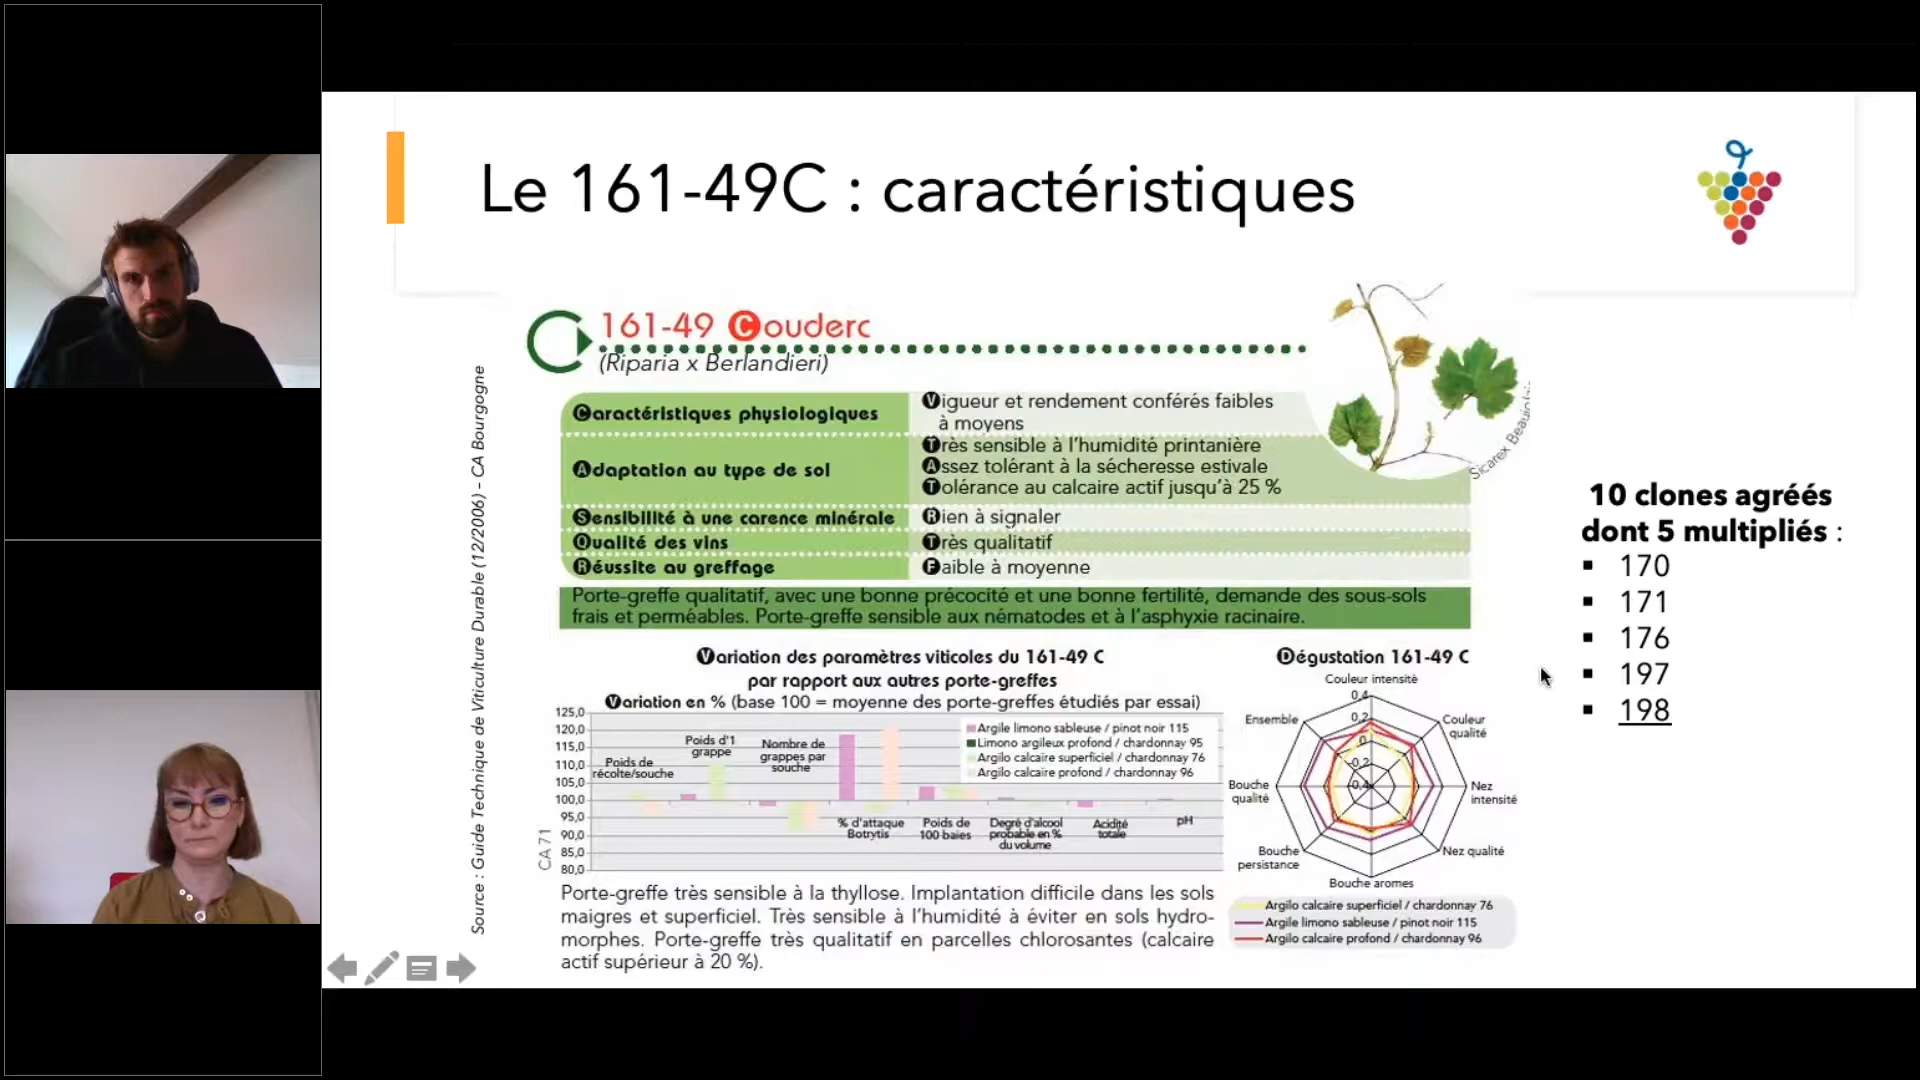 Le 161-49C : caractéristiques
161-49 Couderc
(Riparia x Berlandieri)
Source : Guide Technique de Viticulture Durable (12/2006) - CA Bourgogne
Caractéristiques physiologiques
Vigueur et rendement conférés faibles
à moyens
Adaptation au type de sol
Très sensible à l'humidité printanière
Assez tolérant à la sécheresse estivale
Tolérance au calcaire actif jusqu'à 25 %
Sensibilité à une carence minérale
Rien à signaler
Qualité des vins
Très qualitatif
Réussite au greffage
Faible à moyenne
Sicarex Beaujolais
Porte-greffe qualitatif, avec une bonne précocité et une bonne fertilité, demande des sous-sols
frais et perméables. Porte-greffe sensible aux nématodes et à l'asphyxie racinaire.
10 clones agréés
dont 5 multipliés :
170
171
176
197
198
Variation des paramètres viticoles du 161-49 C
par rapport aux autres porte-greffes
Variation en % (base 100 = moyenne des porte-greffes étudiés par essai)
125,0
120,0
115,0
110,0
105,0
100,0
95,0
90,0
85,0
80,0
CA 71
Poids de
récolte/souche
Poids d'1
grappe
Nombre de
grappes par
souche
% d'attaque
Botrytis
Poids de
100 baies
Degré d'alcool
probable en %
du volume
Acidité
totale
pH
Argile limono sableuse / pinot noir 115
Limono argileux profond / chardonnay 95
Argilo calcaire superficiel / chardonnay 76
Argilo calcaire profond / chardonnay 96
Dégustation 161-49 C
Couleur intensité
0,4
0,2
0
-0,2
-0,4
Couleur
qualité
Nez
intensité
Nez qualité
Bouche aromes
Bouche
persistance
Bouche
qualité
Ensemble
Argilo calcaire superficiel / chardonnay 76
Argile limono sableuse / pinot noir 115
Argilo calcaire profond / chardonnay 96
Porte-greffe très sensible à la thyllose. Implantation difficile dans les sols
maigres et superficiel. Très sensible à l'humidité à éviter en sols hydro-
morphes. Porte-greffe très qualitatif en parcelles chlorosantes (calcaire
actif supérieur à 20 %).